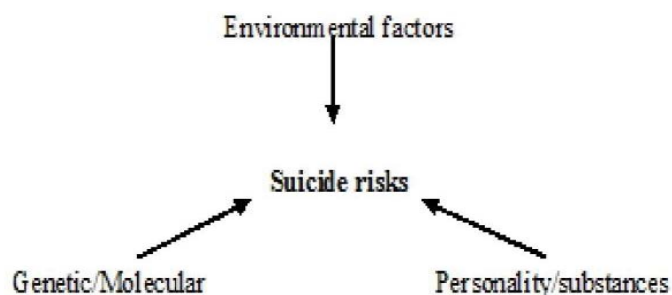 Environmental factors
Suicide risks
Genetic/Molecular
Personality/substances